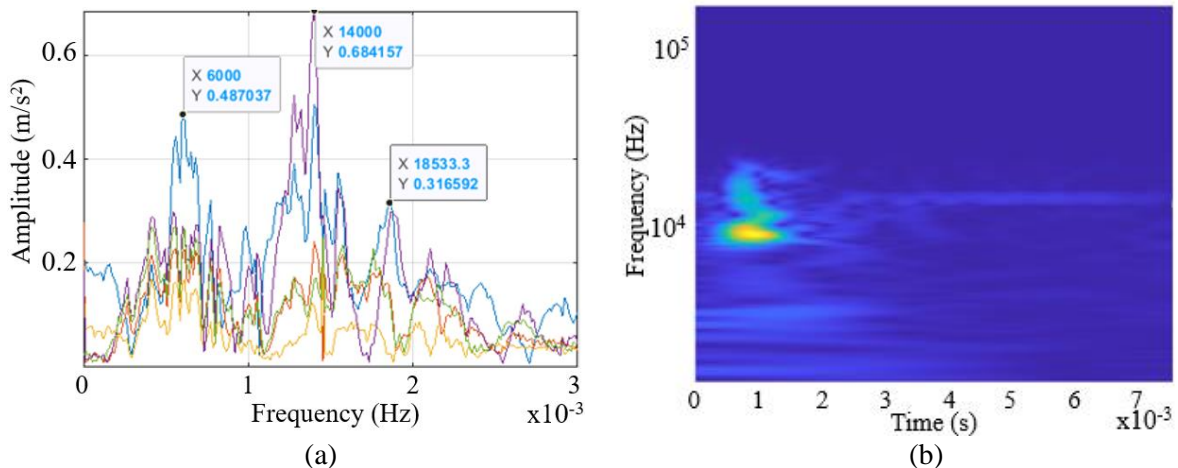 Amplitude (m/s²)
0.6
0.4
0.2
X 14000
Y 0.684157
X 6000
Y 0.487037
X 18533.3
Y 0.316592
0 1 2 3
Frequency (Hz) x10⁻³
(a)
Frequency (Hz)
10⁵
10⁴
0 1 2 3 4 5 6 7
Time (s) x10⁻³
(b)